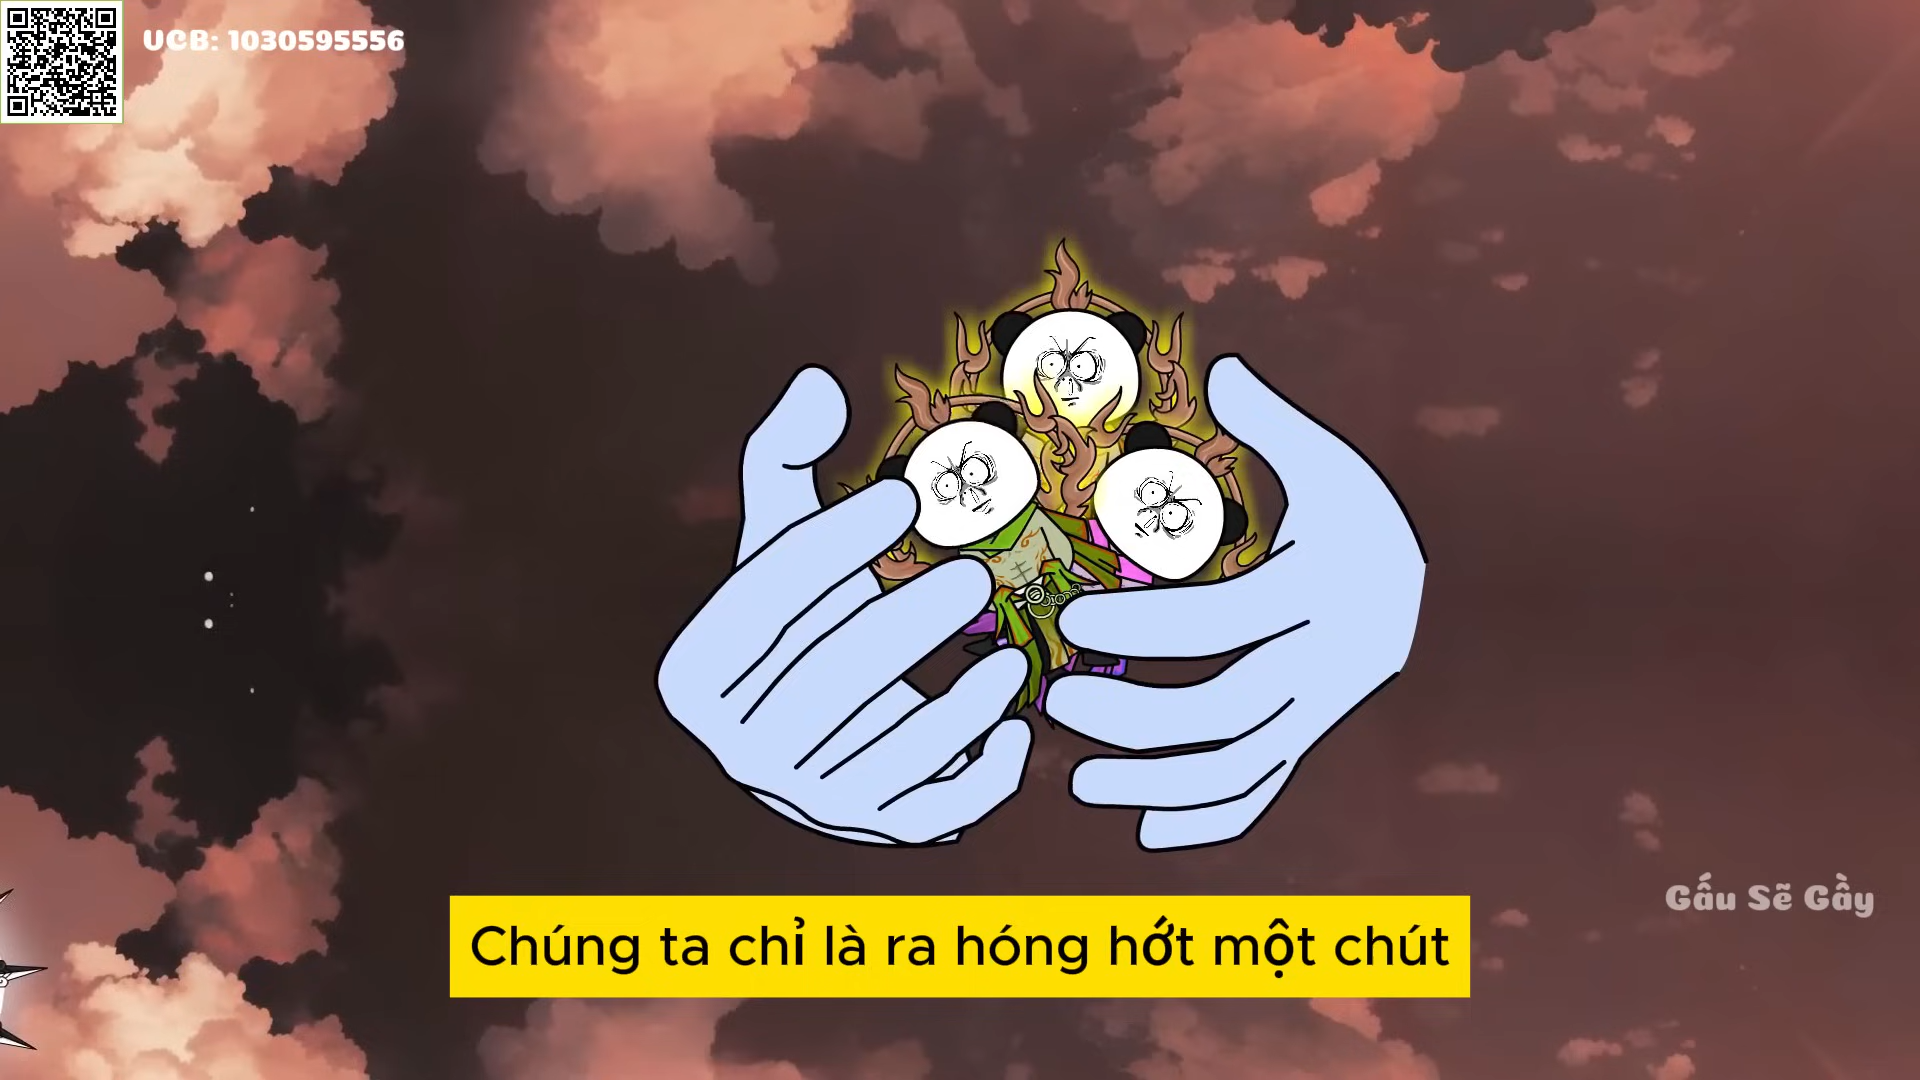 UCB: 1030595556
Gấu Sẽ Gầy
Chúng ta chỉ là ra hóng hớt một chút